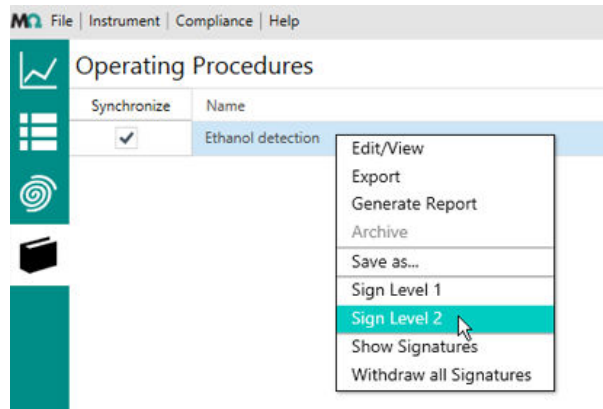 MΩ File | Instrument | Compliance | Help
Operating Procedures
Synchronize Name
Ethanol detection
Edit/View
Export
Generate Report
Archive
Save as...
Sign Level 1
Sign Level 2
Show Signatures
Withdraw all Signatures